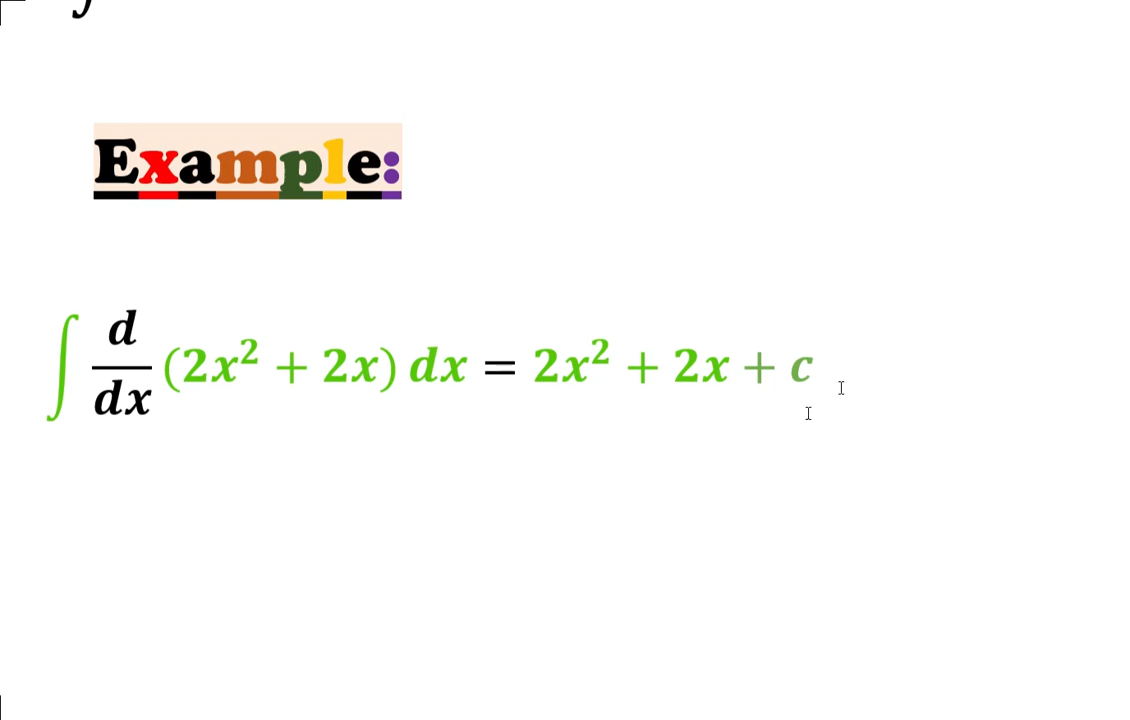 Example:
∫ d/dx (2x² + 2x) dx = 2x² + 2x + c